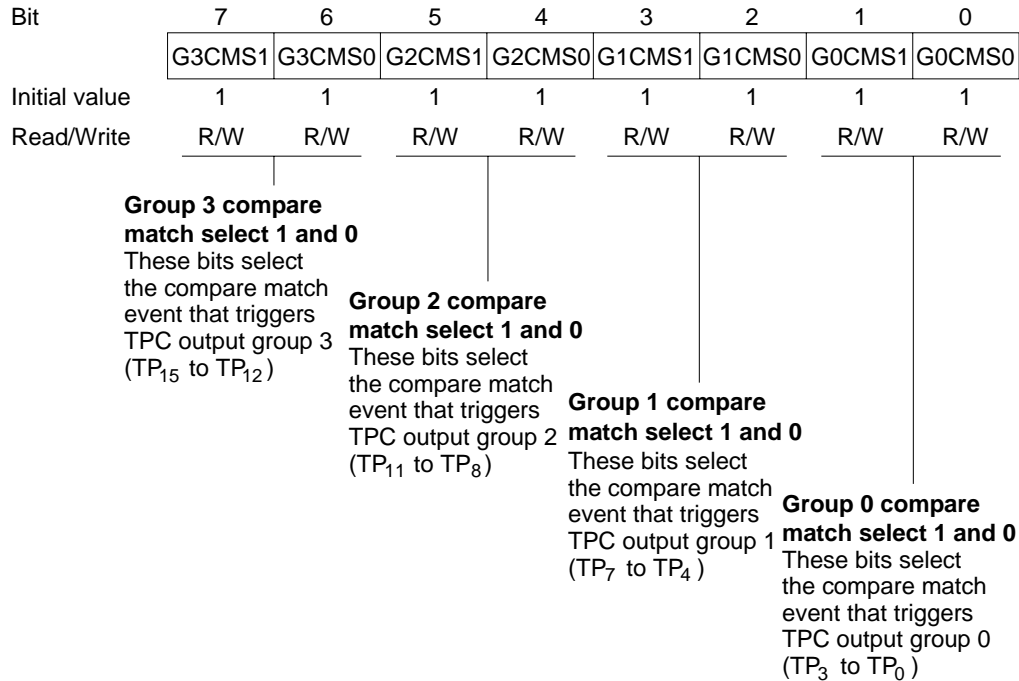 Bit 7 6 5 4 3 2 1 0
G3CMS1 G3CMS0 G2CMS1 G2CMS0 G1CMS1 G1CMS0 G0CMS1 G0CMS0
Initial value 1 1 1 1 1 1 1 1
Read/Write R/W R/W R/W R/W R/W R/W R/W R/W
Group 3 compare
match select 1 and 0
These bits select
the compare match
event that triggers
TPC output group 3
(TP15 to TP12)
Group 2 compare
match select 1 and 0
These bits select
the compare match
event that triggers
TPC output group 2
(TP11 to TP8)
Group 1 compare
match select 1 and 0
These bits select
the compare match
event that triggers
TPC output group 1
(TP7 to TP4 )
Group 0 compare
match select 1 and 0
These bits select
the compare match
event that triggers
TPC output group 0
(TP3 to TP0 )